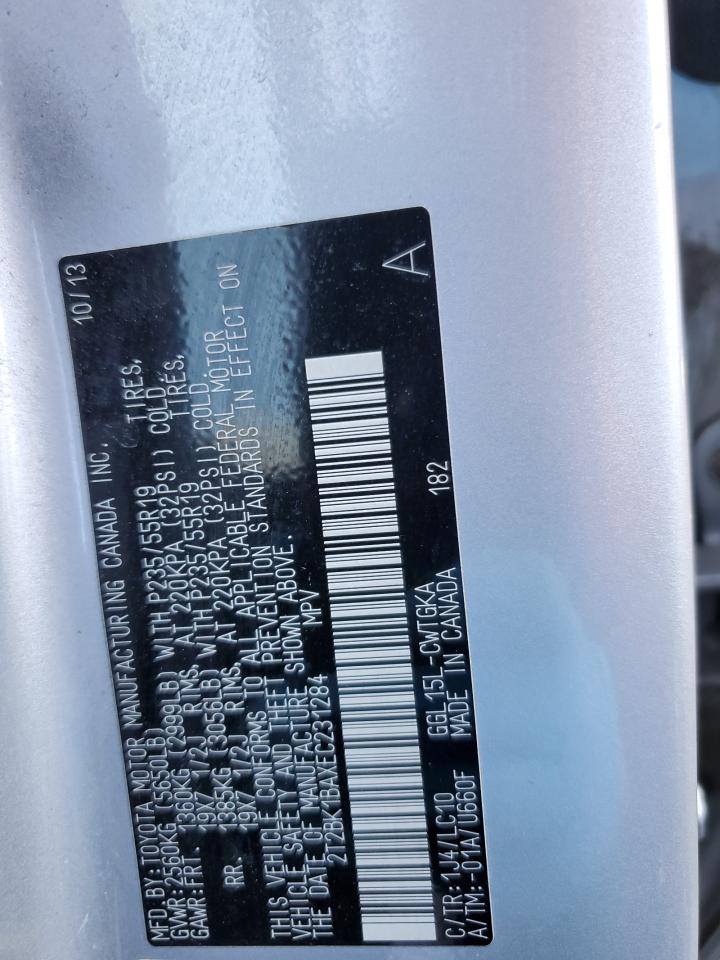 MFD.BY:TOYOTA MOTOR MANUFACTURING CANADA INC. 10/13
GVWR:2560KG (5650LB)
GAWR:FRT 1360KG (2999LB) WITH P235/55R19 TIRES,
19X7 1/2J RIMS, AT 220KPA (32PSI) COLD
RR. 1385KG (3056LB) WITH P235/55R19 TIRES,
19X7 1/2J RIMS, AT 220KPA (32PSI) COLD.
THIS VEHICLE CONFORMS TO ALL APPLICABLE FEDERAL MOTOR
VEHICLE SAFETY AND THEFT PREVENTION STANDARDS IN EFFECT ON
THE DATE OF MANUFACTURE SHOWN ABOVE.
2T2BK1BAXEC231284 MPV
A
C/TR:1J4/LC10 GGL15L-CWTGKA 182
A/TM:-01A/U660F MADE IN CANADA